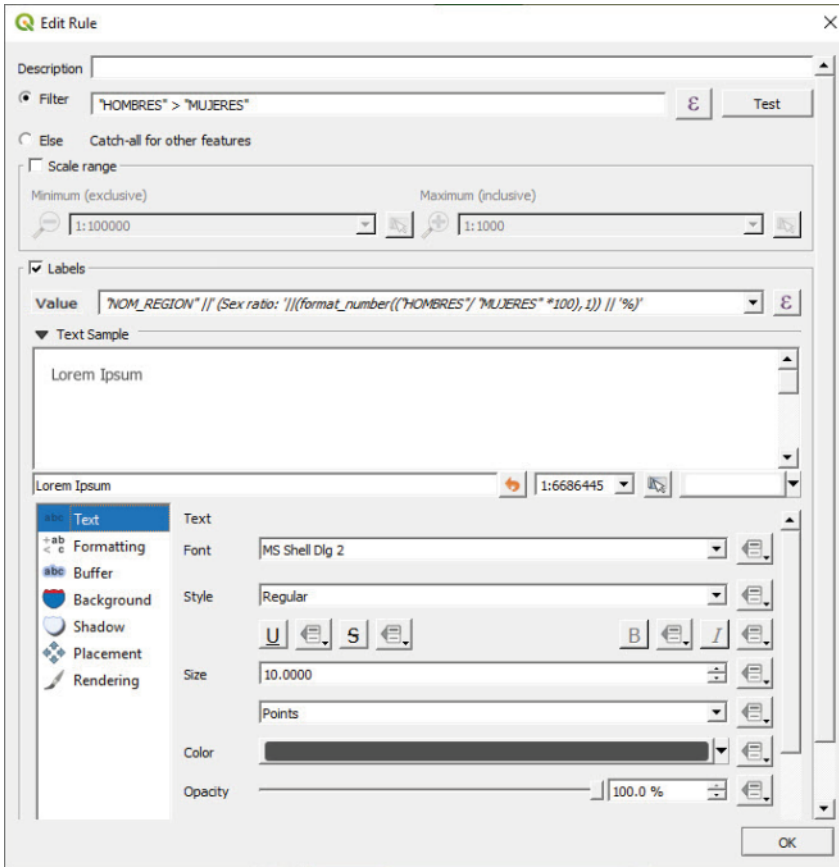 Edit Rule
Description
Filter "HOMBRES" > "MUJERES" ε Test
Else Catch-all for other features
Scale range
Minimum (exclusive) Maximum (inclusive)
1:100000 1:1000
Labels
Value "NOM_REGION" ||' (Sex ratio: '||(format_number(("HOMBRES"/ "MUJERES" *100),1)) || '%)' ε
Text Sample
Lorem Ipsum
Lorem Ipsum 1:6686445
abc Text
Formatting
abc Buffer
Background
Shadow
Placement
Rendering
Text
Font MS Shell Dlg 2
Style Regular
U S B I
Size 10.0000
Points
Color
Opacity 100.0 %
OK